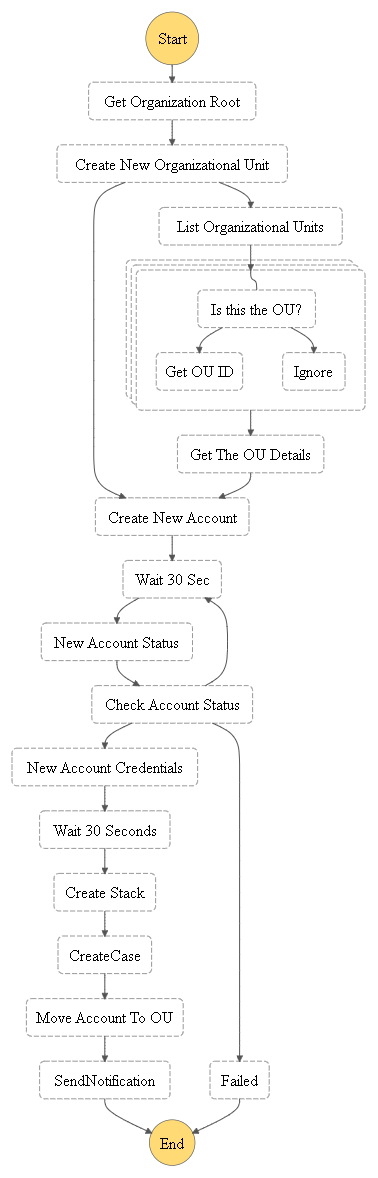 Start
Get Organization Root
Create New Organizational Unit
List Organizational Units
Is this the OU?
Get OU ID
Ignore
Get The OU Details
Create New Account
Wait 30 Sec
New Account Status
Check Account Status
New Account Credentials
Wait 30 Seconds
Create Stack
CreateCase
Move Account To OU
SendNotification
Failed
End